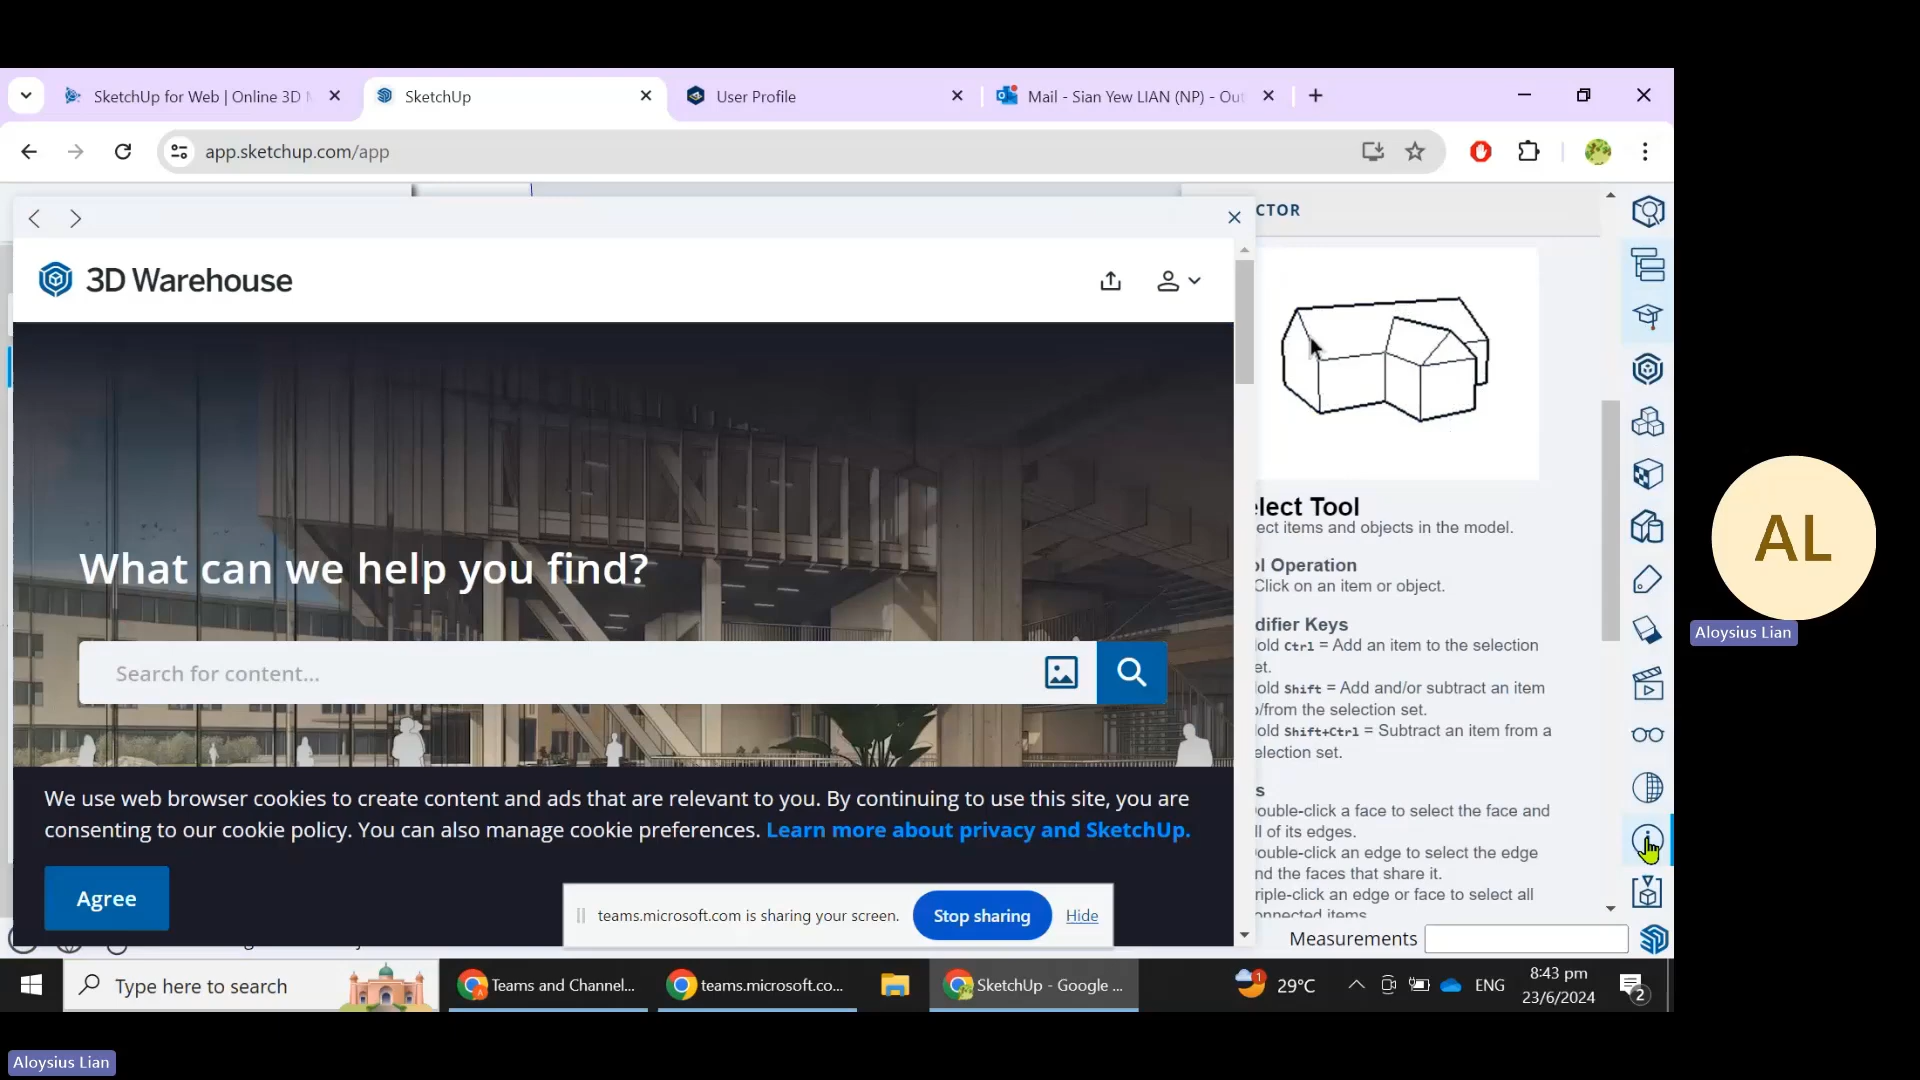 SketchUp for Web | Online 3D
SketchUp
User Profile
Mail - Sian Yew LIAN (NP) - Out
app.sketchup.com/app
CTOR
3D Warehouse
What can we help you find?
Search for content...
We use web browser cookies to create content and ads that are relevant to you. By continuing to use this site, you are
consenting to our cookie policy. You can also manage cookie preferences. Learn more about privacy and SketchUp.
Agree
lect Tool
ect items and objects in the model.
ol Operation
Click on an item or object.
difier Keys
old Ctrl = Add an item to the selection
et.
old Shift = Add and/or subtract an item
o/from the selection set.
old Shift+Ctrl = Subtract an item from a
election set.
s
ouble-click a face to select the face and
ll of its edges.
ouble-click an edge to select the edge
nd the faces that share it.
riple-click an edge or face to select all
onnected items.
teams.microsoft.com is sharing your screen.
Stop sharing
Hide
Measurements
Type here to search
Teams and Channel...
teams.microsoft.co...
SketchUp - Google ...
1
29°C
ENG
8:43 pm
23/6/2024
2
AL
Aloysius Lian
Aloysius Lian